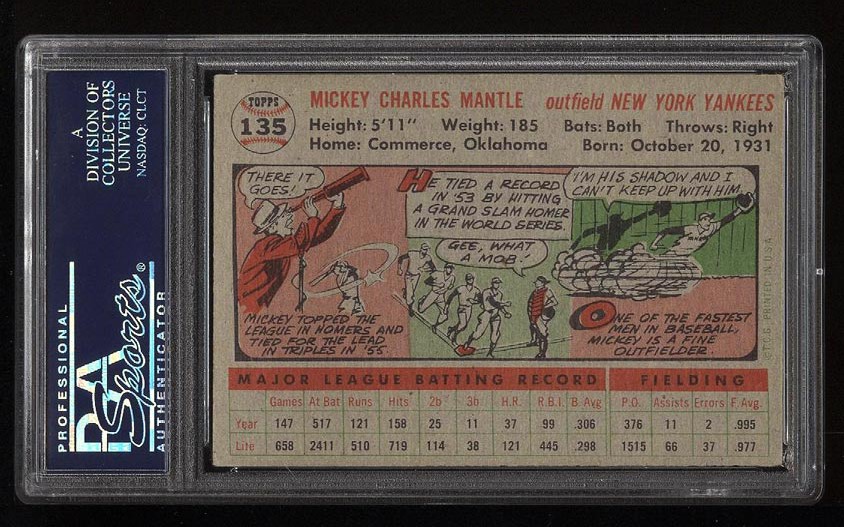 A
DIVISION OF
COLLECTORS
UNIVERSE
NASDAQ: CLCT
PROFESSIONAL
PSA
Sports®
AUTHENTICATOR
TOPPS
135
MICKEY CHARLES MANTLE outfield NEW YORK YANKEES
Height: 5'11" Weight: 185 Bats: Both Throws: Right
Home: Commerce, Oklahoma Born: October 20, 1931
THERE IT
GOES!
MICKEY TOPPED THE
LEAGUE IN HOMERS AND
TIED FOR THE LEAD
IN TRIPLES IN '55.
HE TIED A RECORD
IN '53 BY HITTING
A GRAND SLAM HOMER
IN THE WORLD SERIES.
GEE, WHAT
A MOB!
I'M HIS SHADOW AND I
CAN'T KEEP UP WITH HIM.
ONE OF THE FASTEST
MEN IN BASEBALL,
MICKEY IS A FINE
OUTFIELDER.
© T.C.G. PRINTED IN U.S.A.
MAJOR LEAGUE BATTING RECORD FIELDING
Games At Bat Runs Hits 2b 3b H.R. R.B.I. B. Avg. P.O. Assists Errors F. Avg.
Year 147 517 121 158 25 11 37 99 .306 376 11 2 .995
Life 658 2411 510 719 114 38 121 445 .298 1515 66 37 .977